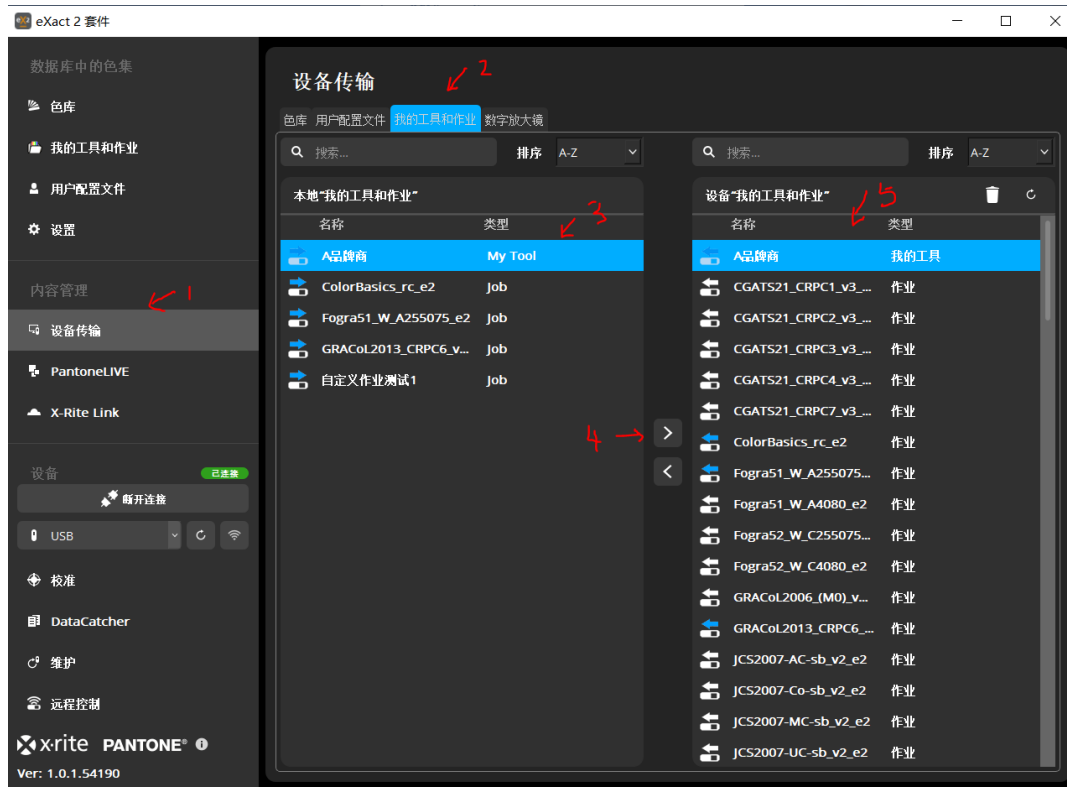 eXact 2 套件
数据库中的色集
色库
我的工具和作业
用户配置文件
设置
内容管理
1
设备传输
PantoneLIVE
X-Rite Link
设备 已连接
断开连接
USB
校准
DataCatcher
维护
远程控制
x·rite PANTONE®
Ver: 1.0.1.54190
设备传输
2
色库 用户配置文件 我的工具和作业 数字放大镜
搜索... 排序 A-Z
本地"我的工具和作业"
3
名称 类型
A品牌商 My Tool
ColorBasics_rc_e2 Job
Fogra51_W_A255075_e2 Job
GRACoL2013_CRPC6_v... Job
自定义作业测试1 Job
4
搜索... 排序 A-Z
设备"我的工具和作业"
5
名称 类型
A品牌商 我的工具
CGATS21_CRPC1_v3_... 作业
CGATS21_CRPC2_v3_... 作业
CGATS21_CRPC3_v3_... 作业
CGATS21_CRPC4_v3_... 作业
CGATS21_CRPC7_v3_... 作业
ColorBasics_rc_e2 作业
Fogra51_W_A255075... 作业
Fogra51_W_A4080_e2 作业
Fogra52_W_C255075... 作业
Fogra52_W_C4080_e2 作业
GRACoL2006_(M0)_v... 作业
GRACoL2013_CRPC6_... 作业
JCS2007-AC-sb_v2_e2 作业
JCS2007-Co-sb_v2_e2 作业
JCS2007-MC-sb_v2_e2 作业
JCS2007-UC-sb_v2_e2 作业